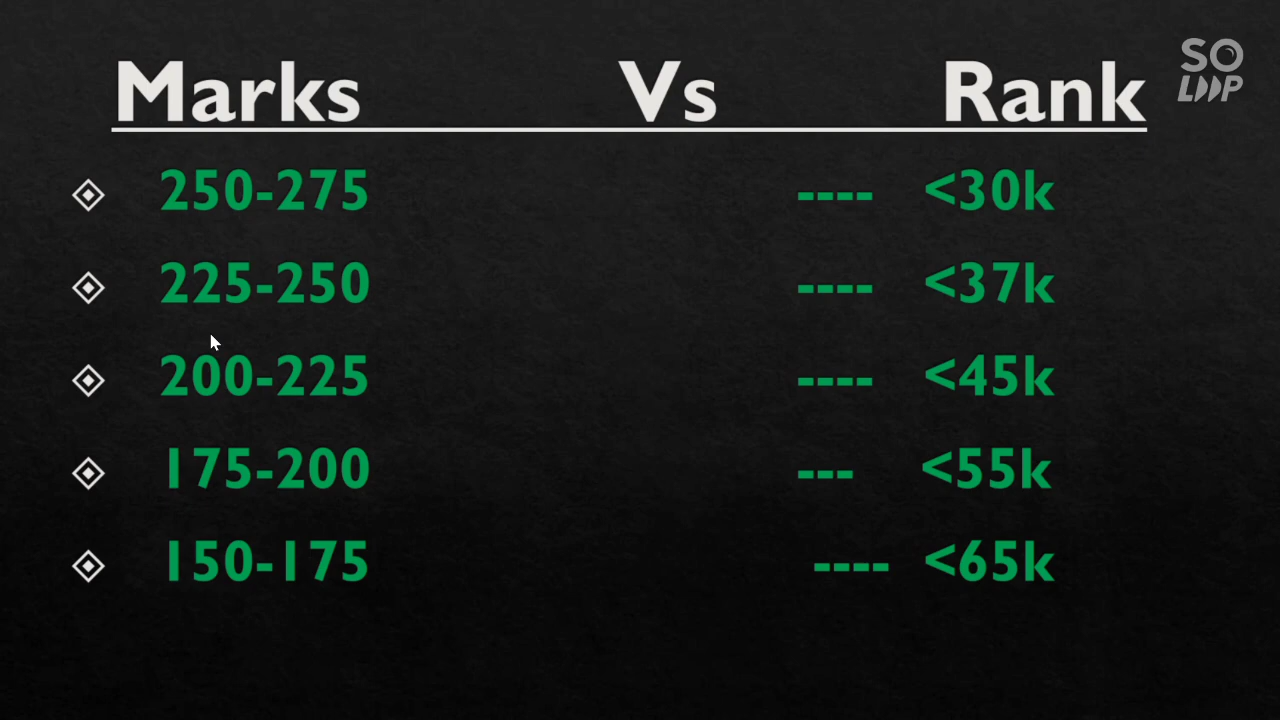 Marks Vs Rank
SO
LOOP
250-275 ---- <30k
225-250 ---- <37k
200-225 ---- <45k
175-200 --- <55k
150-175 ---- <65k